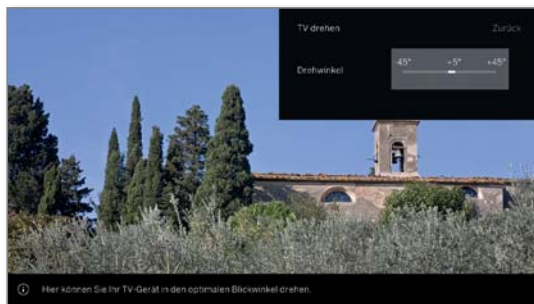 TV drehen Zurück
-45° +5° +45°
Drehwinkel
Hier können Sie Ihr TV-Gerät in den optimalen Blickwinkel drehen.